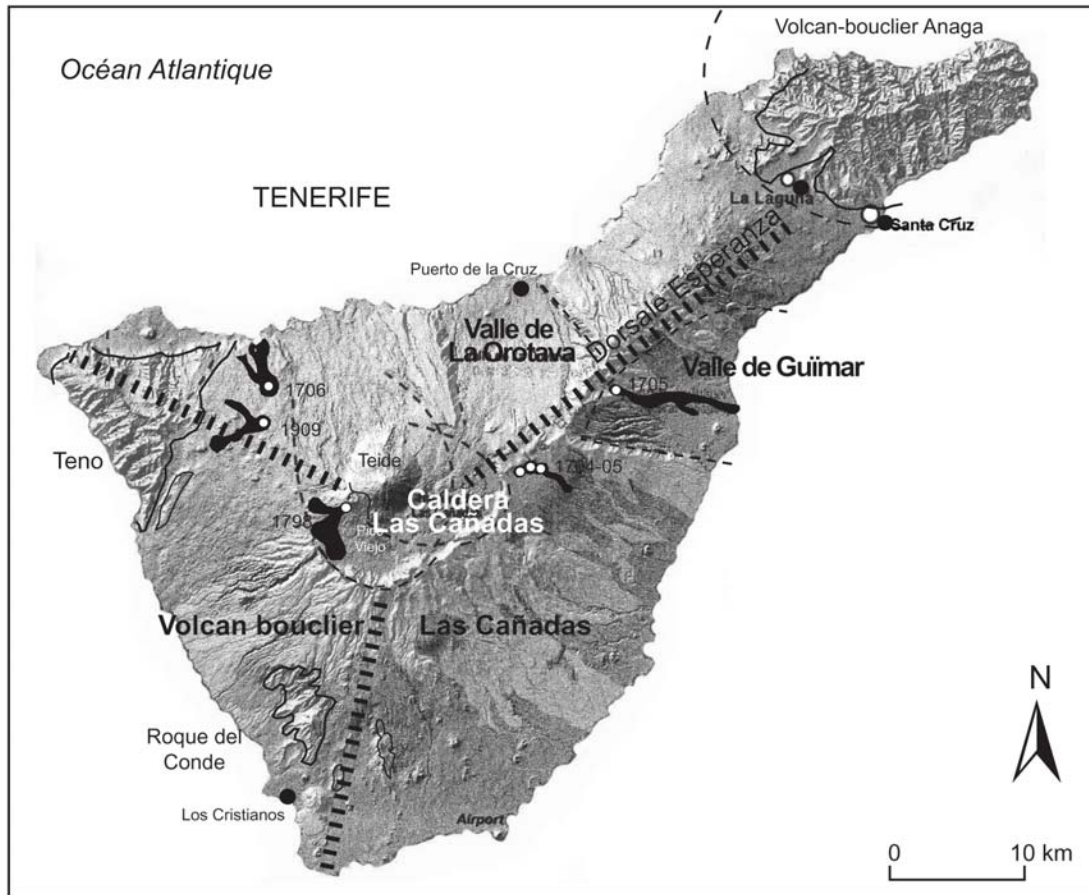 Volcan-bouclier Anaga
Océan Atlantique
TENERIFE
La Laguna
Santa Cruz
Puerto de la Cruz
Dorsale Esperanza
Valle de
La Orotava
Valle de Guïmar
1705
1706
1909
Teno
Teide
1704-05
Caldera
Las Cañadas
1798
Pico
Viejo
Volcan bouclier
Las Cañadas
N
Roque del
Conde
Los Cristianos
Airport
0
10 km